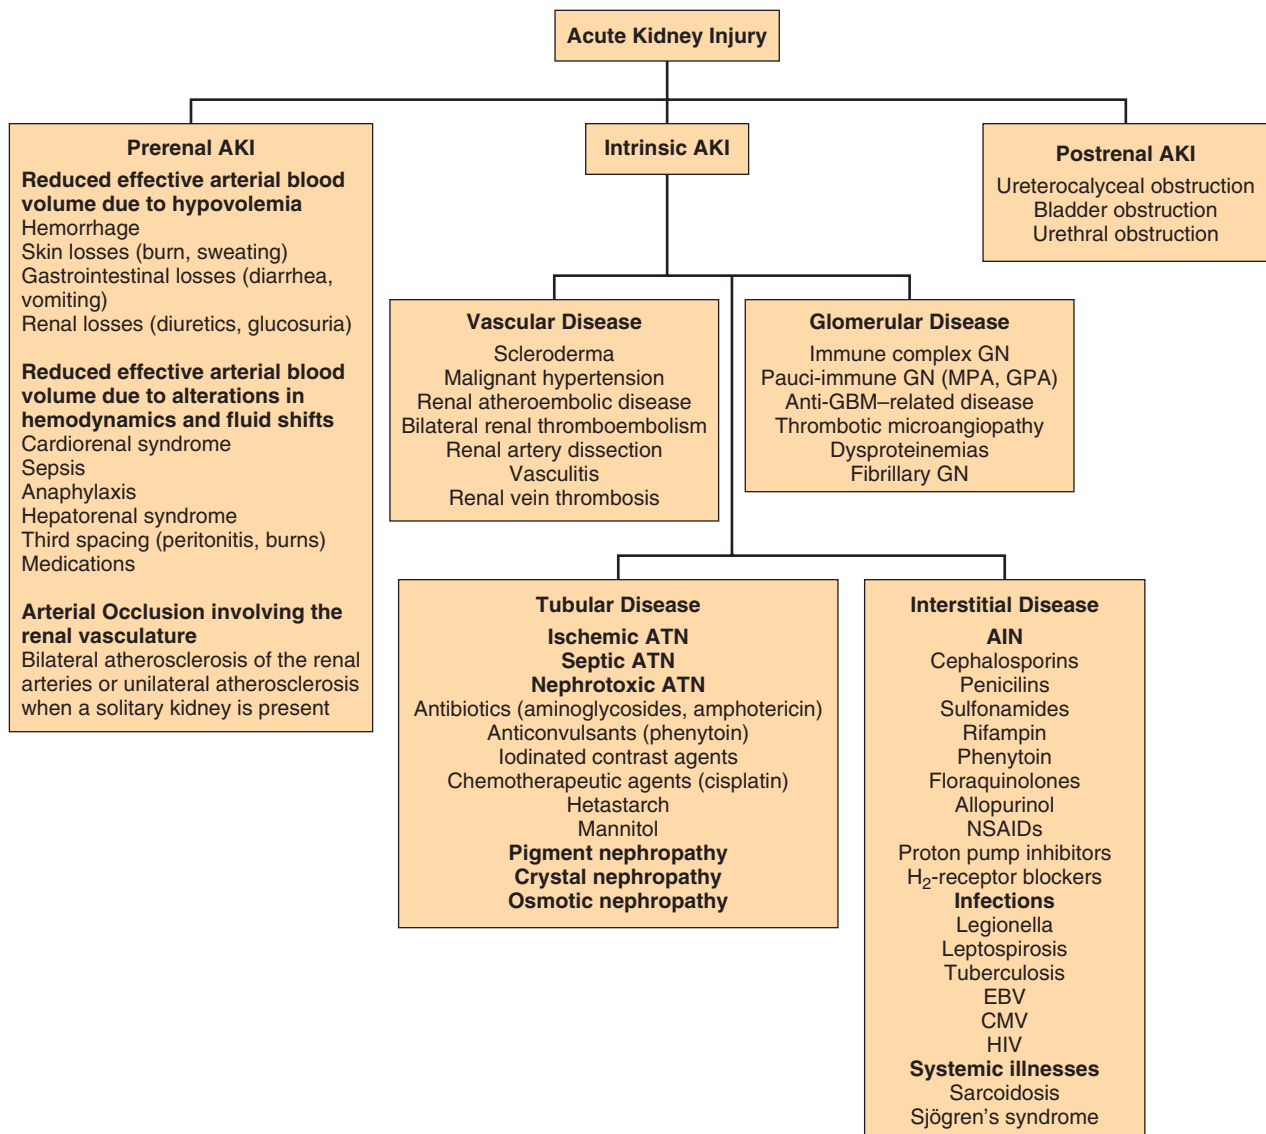 Acute Kidney Injury
Prerenal AKI
Reduced effective arterial blood
volume due to hypovolemia
Hemorrhage
Skin losses (burn, sweating)
Gastrointestinal losses (diarrhea,
vomiting)
Renal losses (diuretics, glucosuria)
Reduced effective arterial blood
volume due to alterations in
hemodynamics and fluid shifts
Cardiorenal syndrome
Sepsis
Anaphylaxis
Hepatorenal syndrome
Third spacing (peritonitis, burns)
Medications
Arterial Occlusion involving the
renal vasculature
Bilateral atherosclerosis of the renal
arteries or unilateral atherosclerosis
when a solitary kidney is present
Intrinsic AKI
Postrenal AKI
Ureterocalyceal obstruction
Bladder obstruction
Urethral obstruction
Vascular Disease
Scleroderma
Malignant hypertension
Renal atheroembolic disease
Bilateral renal thromboembolism
Renal artery dissection
Vasculitis
Renal vein thrombosis
Glomerular Disease
Immune complex GN
Pauci-immune GN (MPA, GPA)
Anti-GBM–related disease
Thrombotic microangiopathy
Dysproteinemias
Fibrillary GN
Tubular Disease
Ischemic ATN
Septic ATN
Nephrotoxic ATN
Antibiotics (aminoglycosides, amphotericin)
Anticonvulsants (phenytoin)
Iodinated contrast agents
Chemotherapeutic agents (cisplatin)
Hetastarch
Mannitol
Pigment nephropathy
Crystal nephropathy
Osmotic nephropathy
Interstitial Disease
AIN
Cephalosporins
Penicilins
Sulfonamides
Rifampin
Phenytoin
Floraquinolones
Allopurinol
NSAIDs
Proton pump inhibitors
H₂-receptor blockers
Infections
Legionella
Leptospirosis
Tuberculosis
EBV
CMV
HIV
Systemic illnesses
Sarcoidosis
Sjögren's syndrome